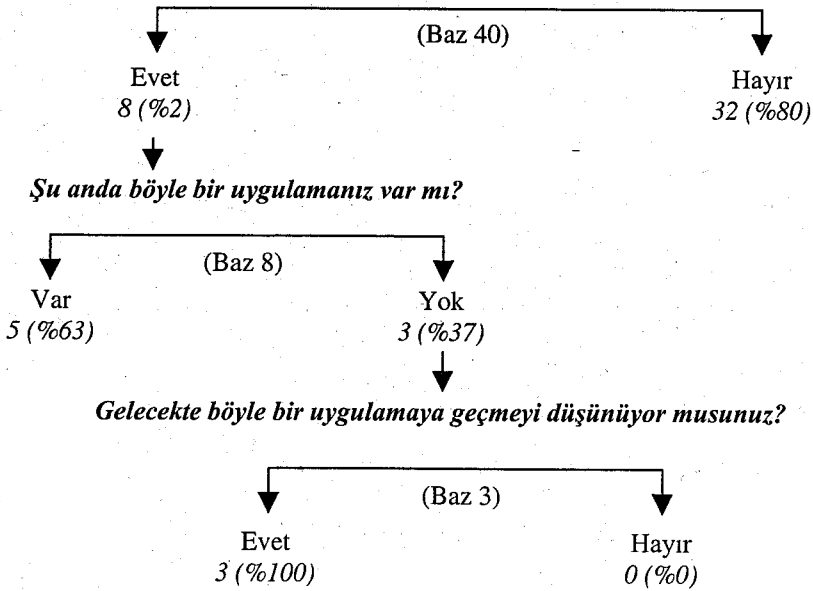 (Baz 40)
Evet Hayır
8 (%2) 32 (%80)
Şu anda böyle bir uygulamanız var mı?
(Baz 8)
Var Yok
5 (%63) 3 (%37)
Gelecekte böyle bir uygulamaya geçmeyi düşünüyor musunuz?
(Baz 3)
Evet Hayır
3 (%100) 0 (%0)